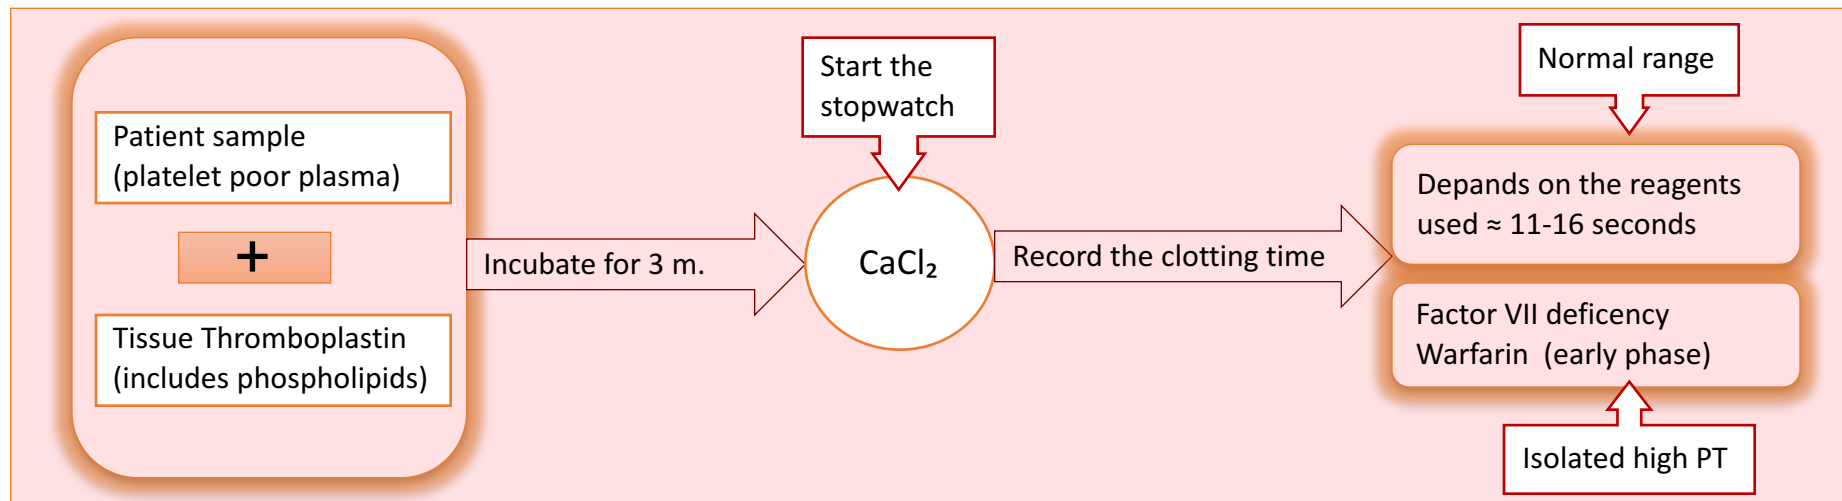 Patient sample
(platelet poor plasma)
+
Tissue Thromboplastin
(includes phospholipids)
Incubate for 3 m.
Start the
stopwatch
CaCl₂
Record the clotting time
Normal range
Depands on the reagents
used ≈ 11-16 seconds
Factor VII deficency
Warfarin (early phase)
Isolated high PT